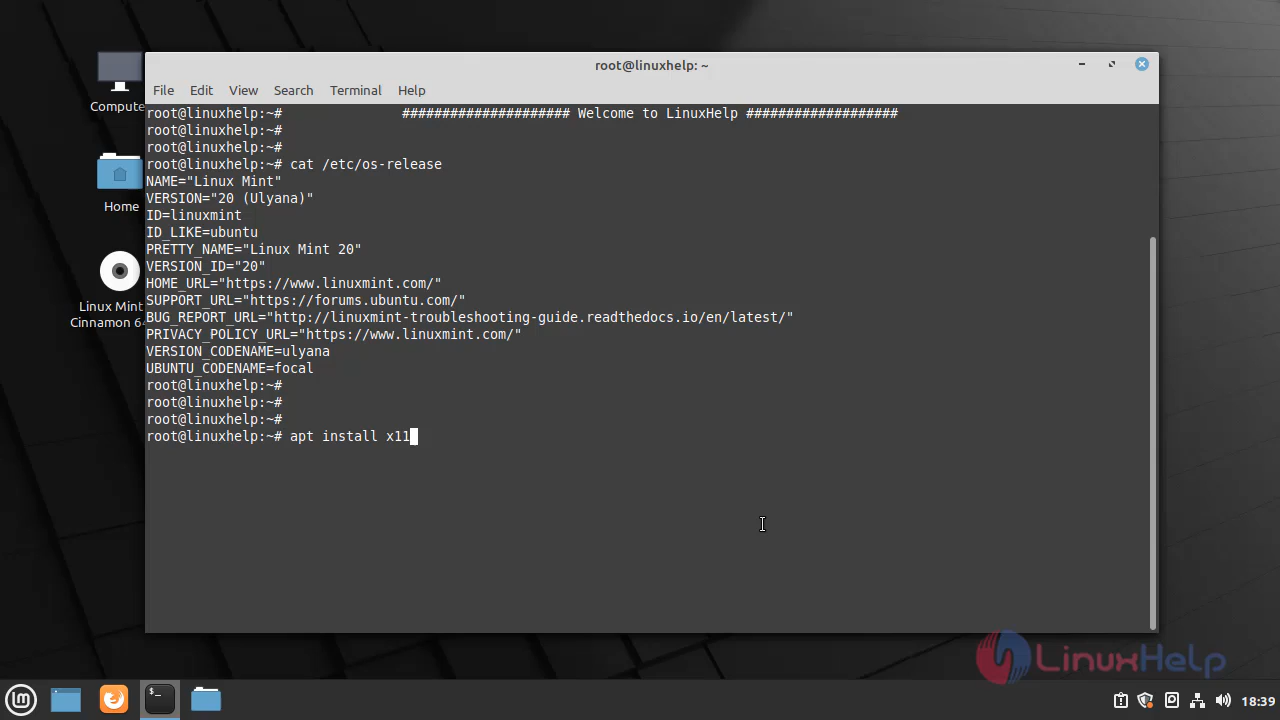 root@linuxhelp: ~
File Edit View Search Terminal Help
root@linuxhelp:~# ##################### Welcome to LinuxHelp ###################
root@linuxhelp:~#
root@linuxhelp:~#
root@linuxhelp:~# cat /etc/os-release
NAME="Linux Mint"
VERSION="20 (Ulyana)"
ID=linuxmint
ID_LIKE=ubuntu
PRETTY_NAME="Linux Mint 20"
VERSION_ID="20"
HOME_URL="https://www.linuxmint.com/"
SUPPORT_URL="https://forums.ubuntu.com/"
BUG_REPORT_URL="http://linuxmint-troubleshooting-guide.readthedocs.io/en/latest/"
PRIVACY_POLICY_URL="https://www.linuxmint.com/"
VERSION_CODENAME=ulyana
UBUNTU_CODENAME=focal
root@linuxhelp:~#
root@linuxhelp:~#
root@linuxhelp:~#
root@linuxhelp:~# apt install x11
Compute
Home
Linux Mint
Cinnamon 64
LinuxHelp
18:39